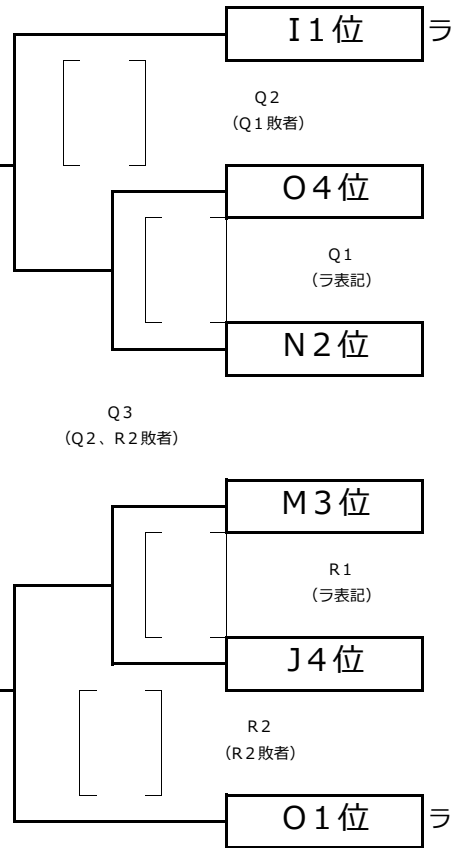 I1位 ラ
Q2
（Q1敗者）
O4位
Q1
（ラ表記）
N2位
Q3
（Q2、R2敗者）
M3位
R1
（ラ表記）
J4位
R2
（R2敗者）
O1位 ラ